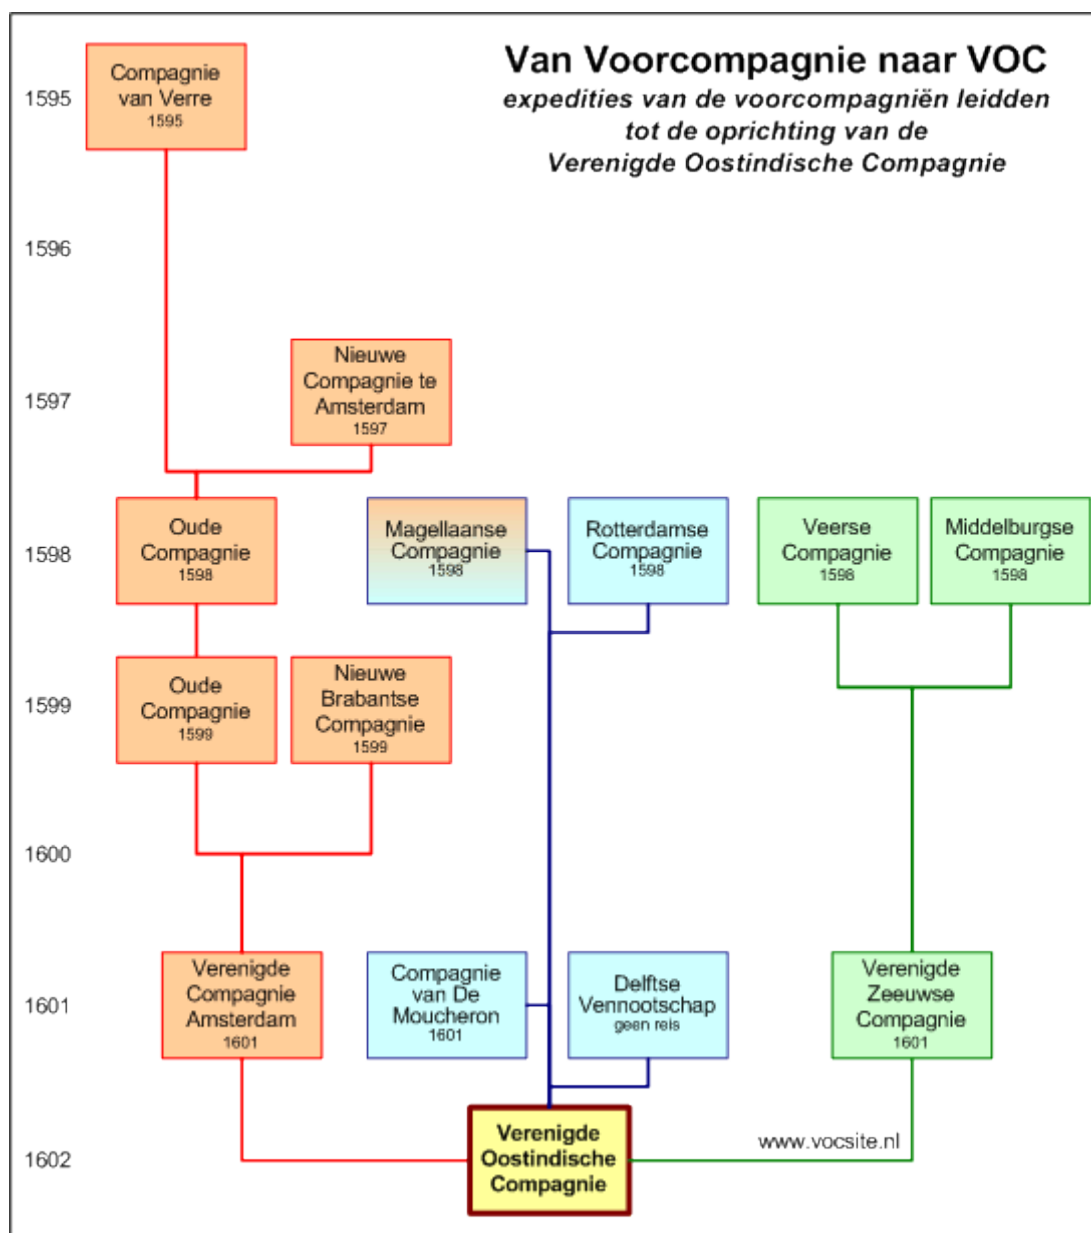 Van Voorcompagnie naar VOC
expedities van de voorcompagniën leidden
tot de oprichting van de
Verenigde Oostindische Compagnie
1595
Compagnie
van Verre
1595
1596
1597
Nieuwe
Compagnie te
Amsterdam
1597
1598
Oude
Compagnie
1598
Magellaanse
Compagnie
1598
Rotterdamse
Compagnie
1598
Veerse
Compagnie
1598
Middelburgse
Compagnie
1598
1599
Oude
Compagnie
1599
Nieuwe
Brabantse
Compagnie
1599
1600
1601
Verenigde
Compagnie
Amsterdam
1601
Compagnie
van De
Moucheron
1601
Delftse
Vennootschap
geen reis
Verenigde
Zeeuwse
Compagnie
1601
1602
Verenigde
Oostindische
Compagnie
www.vocsite.nl